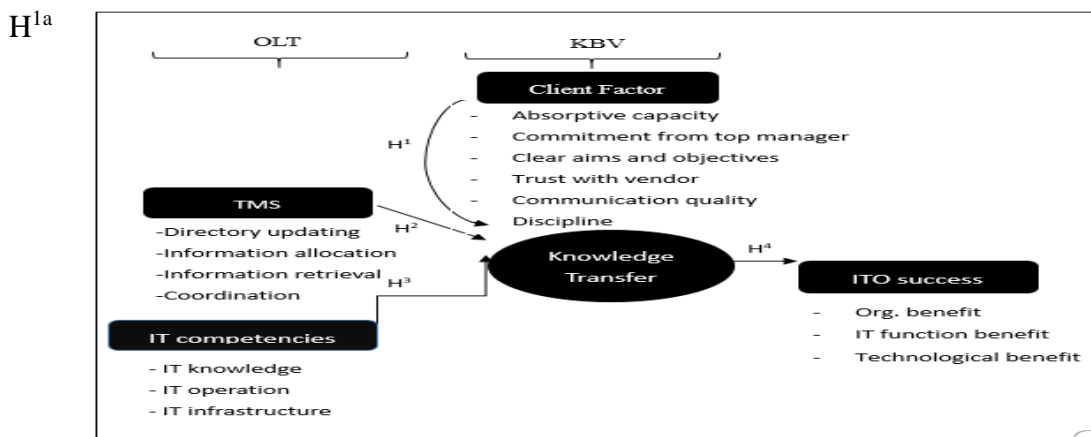 H1a
OLT
KBV
Client Factor
- Absorptive capacity
- Commitment from top manager
- Clear aims and objectives
- Trust with vendor
- Communication quality
Discipline
H1
TMS
-Directory updating
-Information allocation
-Information retrieval
-Coordination
H2
H3
Knowledge
Transfer
H4
IT competencies
- IT knowledge
- IT operation
- IT infrastructure
ITO success
- Org. benefit
- IT function benefit
- Technological benefit